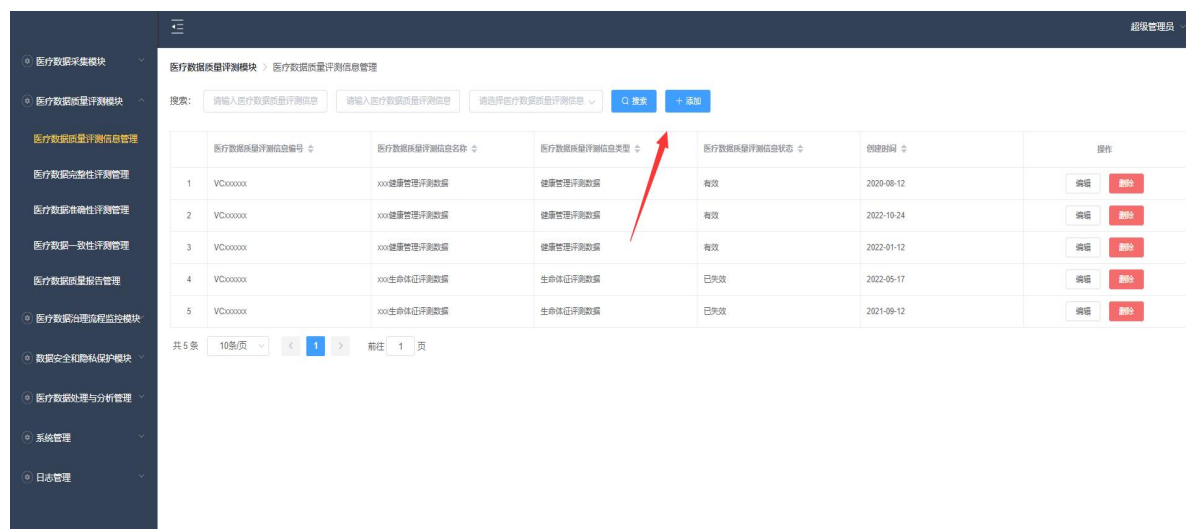 超级管理员
医疗数据采集模块
医疗数据质量评测模块
医疗数据质量评测信息管理
医疗数据完整性评测管理
医疗数据准确性评测管理
医疗数据一致性评测管理
医疗数据质量报告管理
医疗数据治理流程监控模块
数据安全和隐私保护模块
医疗数据处理与分析管理
系统管理
日志管理
医疗数据质量评测模块 > 医疗数据质量评测信息管理
搜索: 请输入医疗数据质量评测信息 请输入医疗数据质量评测信息 请选择医疗数据质量评测信息 搜索 + 添加
医疗数据质量评测信息编号 医疗数据质量评测信息名称 医疗数据质量评测信息类型 医疗数据质量评测信息状态 创建时间 操作
1 VCxxxxxx xxx健康管理评测数据 健康管理评测数据 有效 2020-08-12 编辑 删除
2 VCxxxxxx xxx健康管理评测数据 健康管理评测数据 有效 2022-10-24 编辑 删除
3 VCxxxxxx xxx健康管理评测数据 健康管理评测数据 有效 2022-01-12 编辑 删除
4 VCxxxxxx xxx生命体征评测数据 生命体征评测数据 已失效 2022-05-17 编辑 删除
5 VCxxxxxx xxx生命体征评测数据 生命体征评测数据 已失效 2021-09-12 编辑 删除
共 5 条 10条/页 < 1 > 前往 1 页